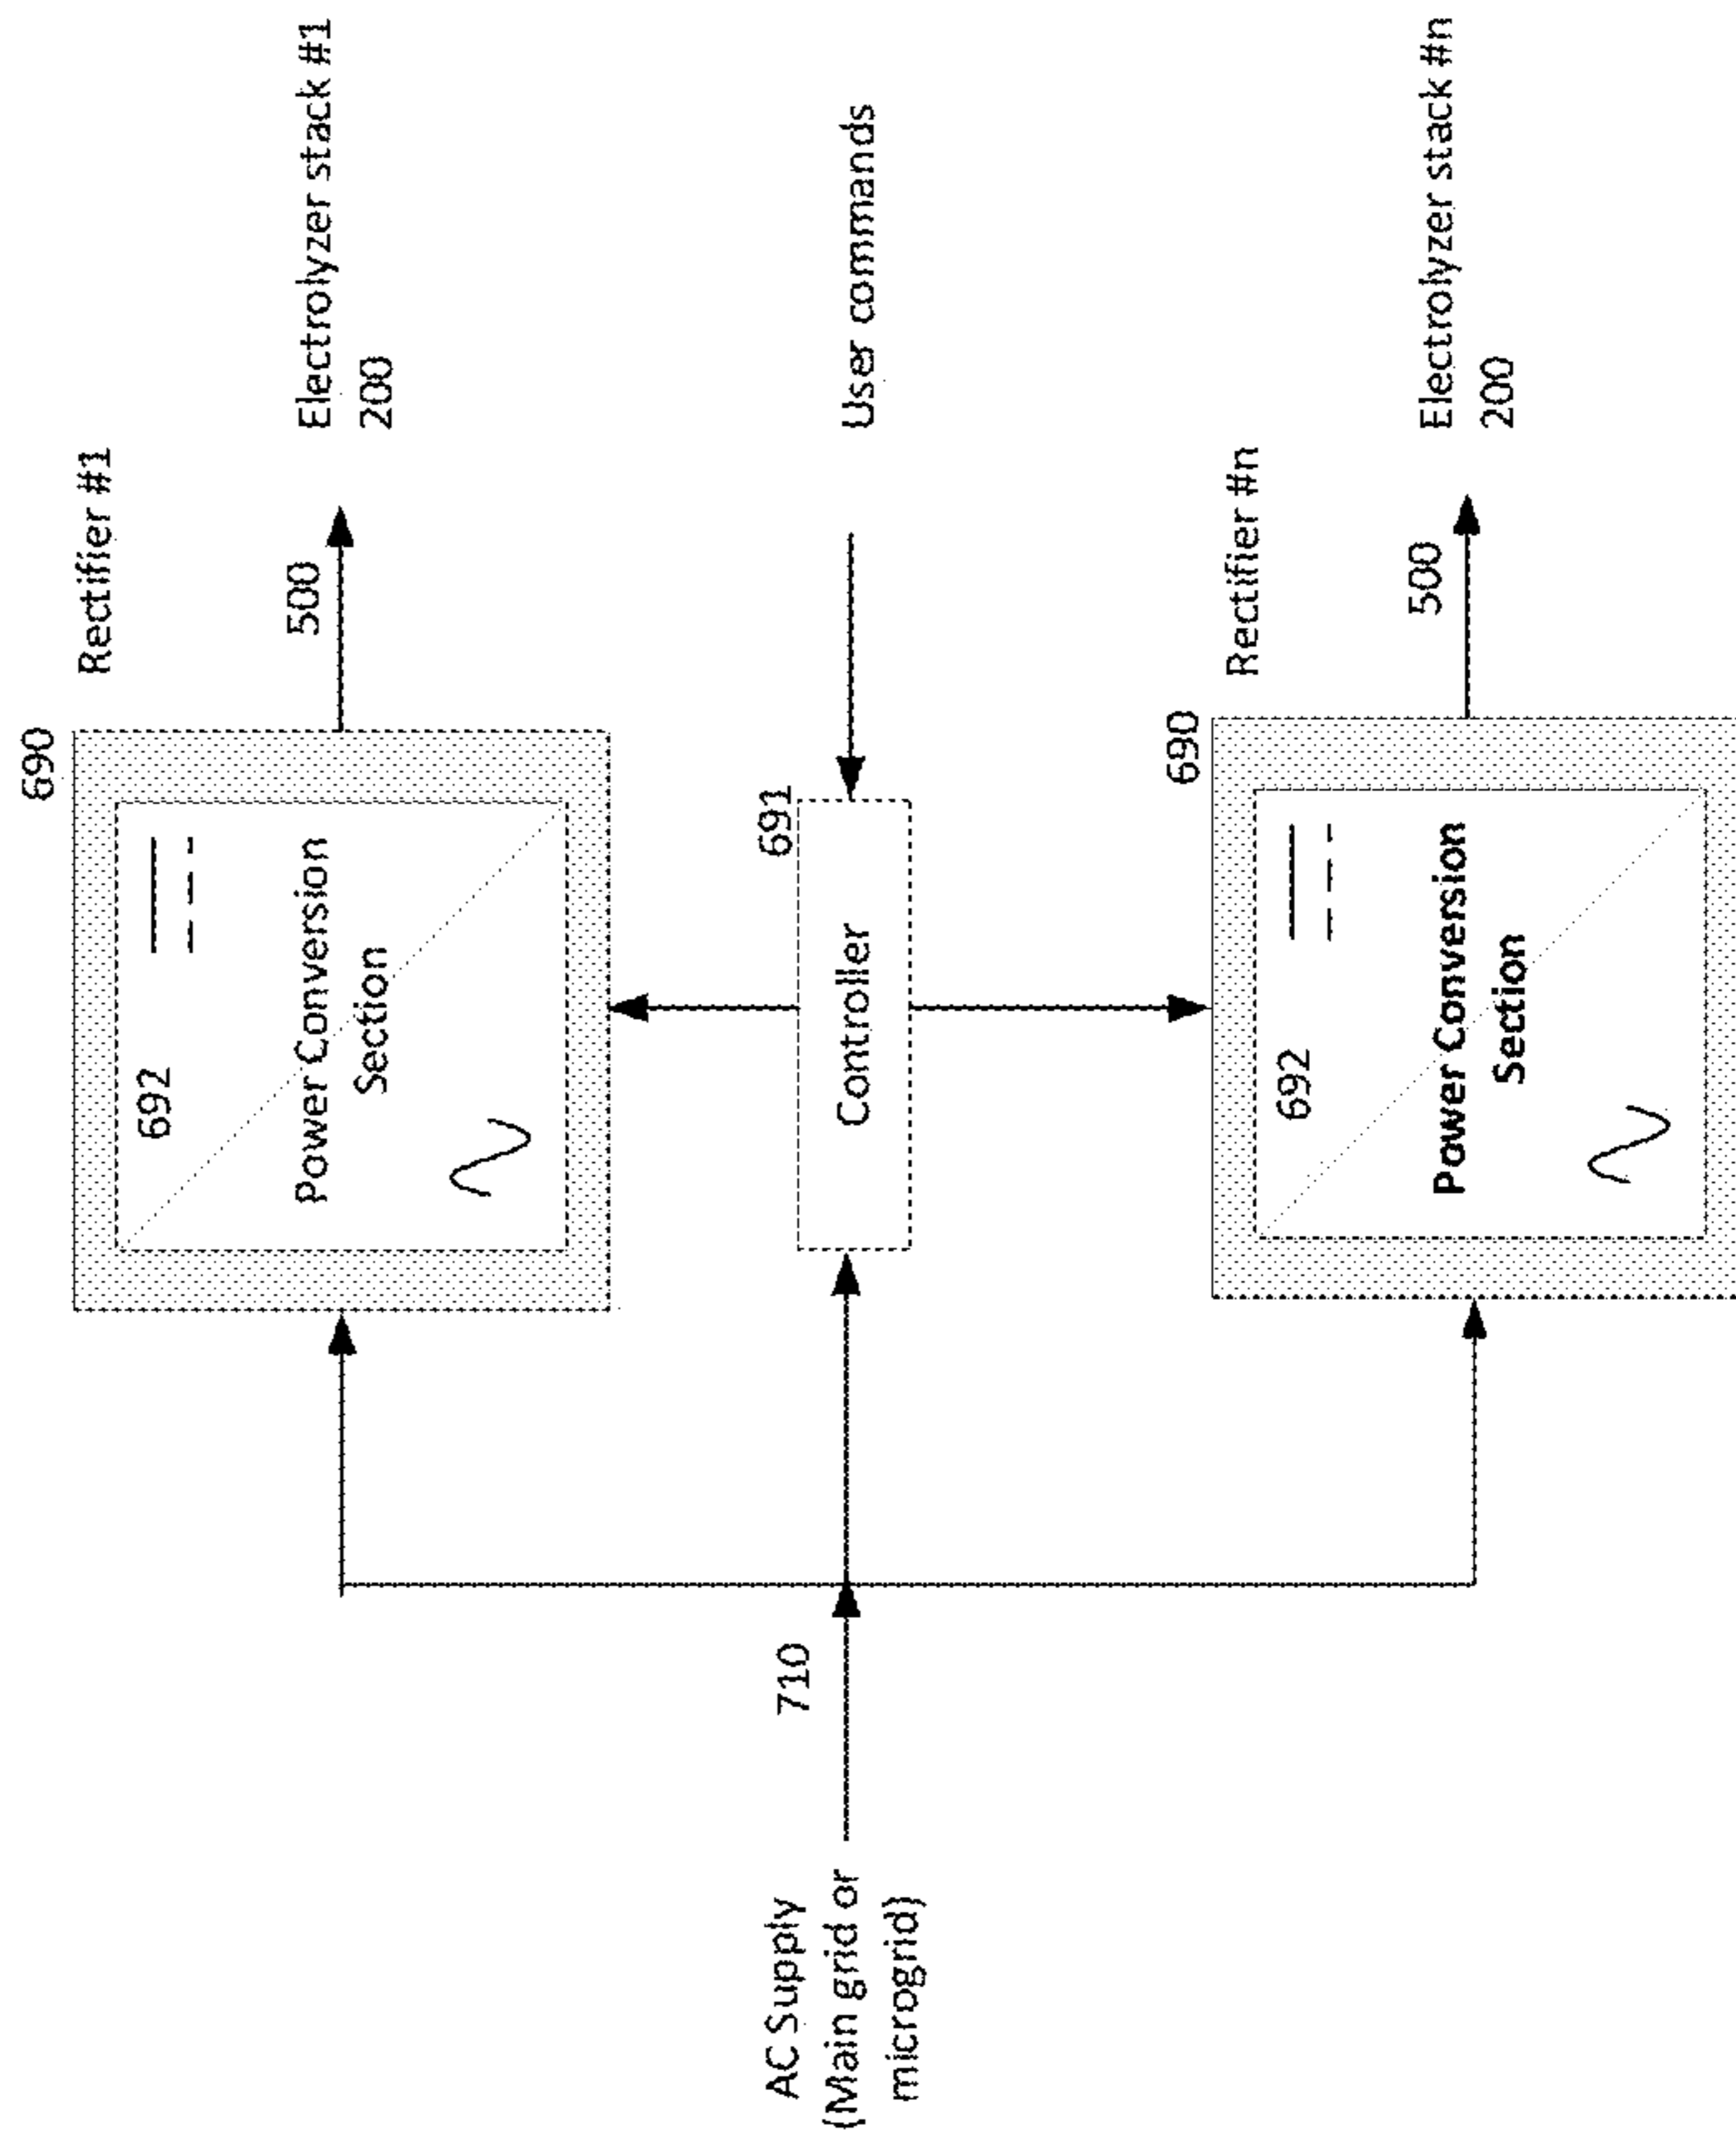 690
Rectifier #1
692
Power Conversion
Section
500
Electrolyzer stack #1
200
AC Supply
(Main grid or
microgrid)
710
691
Controller
User commands
690
Rectifier #n
692
Power Conversion
Section
500
Electrolyzer stack #n
200